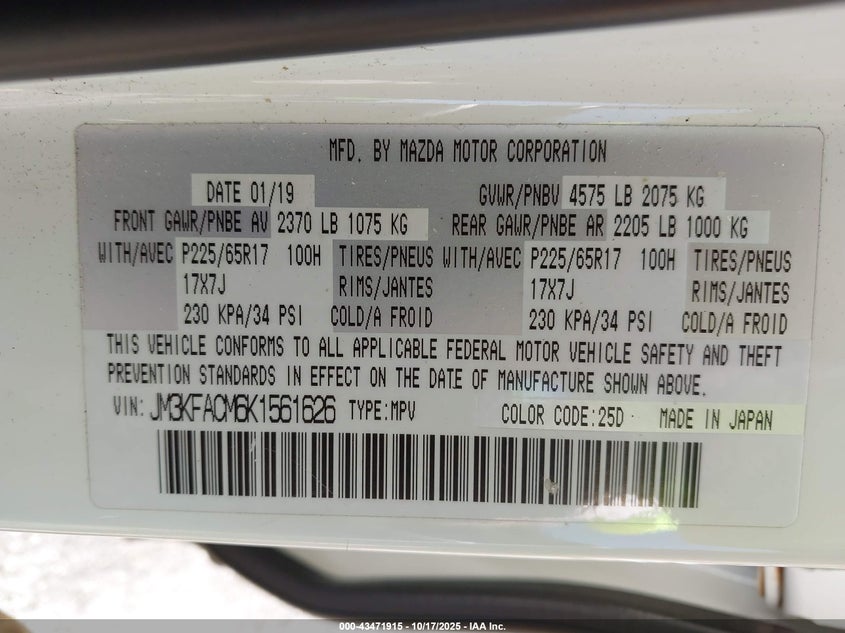 MFD. BY MAZDA MOTOR CORPORATION
DATE 01/19 GVWR/PNBV 4575 LB 2075 KG
FRONT GAWR/PNBE AV 2370 LB 1075 KG REAR GAWR/PNBE AR 2205 LB 1000 KG
WITH/AVEC P225/65R17 100H TIRES/PNEUS WITH/AVEC P225/65R17 100H TIRES/PNEUS
17X7J RIMS/JANTES 17X7J RIMS/JANTES
230 KPA/34 PSI COLD/A FROID 230 KPA/34 PSI COLD/A FROID
THIS VEHICLE CONFORMS TO ALL APPLICABLE FEDERAL MOTOR VEHICLE SAFETY AND THEFT
PREVENTION STANDARDS IN EFFECT ON THE DATE OF MANUFACTURE SHOWN ABOVE.
VIN: JM3KFACM6K1561626 TYPE:MPV COLOR CODE:25D MADE IN JAPAN
000-43471915 - 10/17/2025 - IAA Inc.